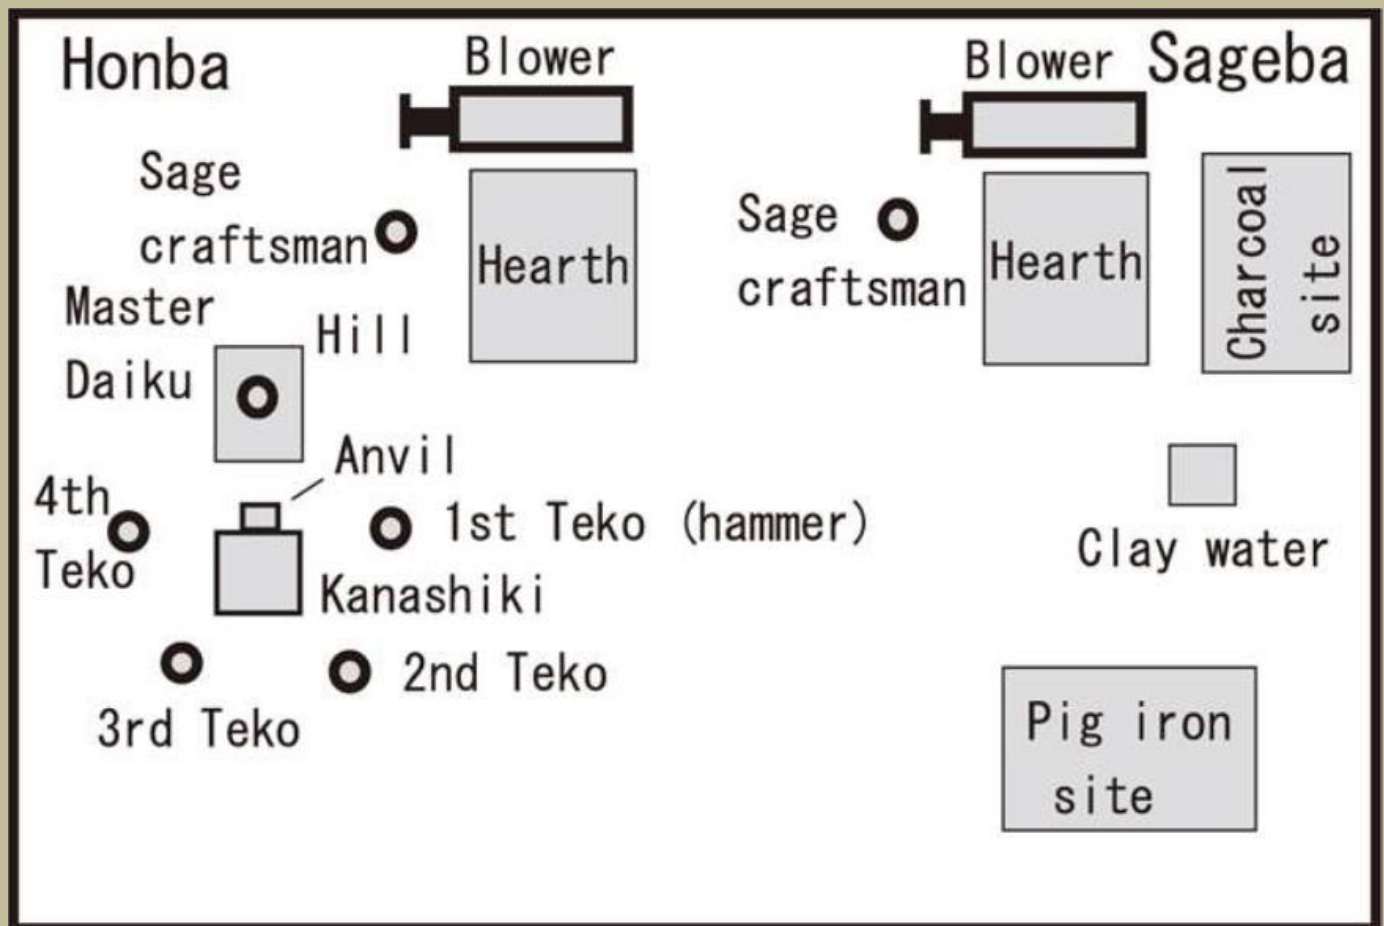 Honba
Blower
Blower
Sageba
Sage
craftsman
Hearth
Sage
craftsman
Hearth
Charcoal
site
Master
Daiku
Hill
Anvil
4th
Teko
1st Teko (hammer)
Kanashiki
Clay water
3rd Teko
2nd Teko
Pig iron
site